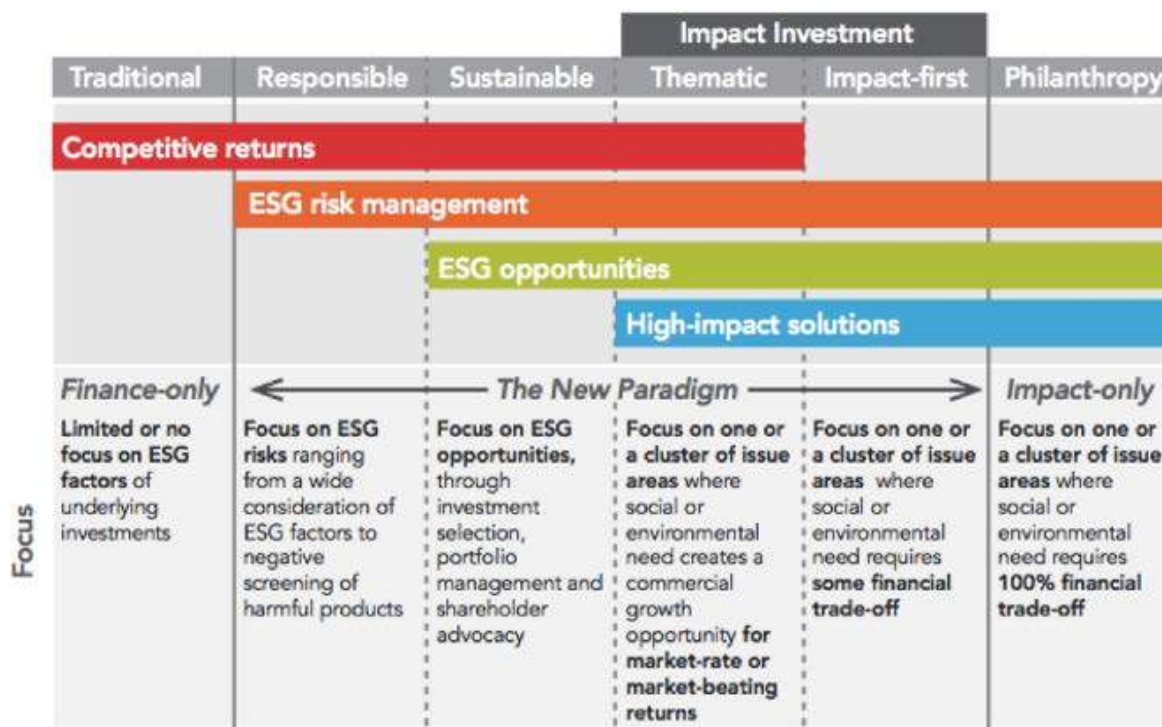 Impact Investment
Traditional
Responsible
Sustainable
Thematic
Impact-first
Philanthropy
Competitive returns
ESG risk management
ESG opportunities
High-impact solutions
Finance-only
The New Paradigm
Impact-only
Focus
Limited or no
focus on ESG
factors of
underlying
investments
Focus on ESG
risks ranging
from a wide
consideration of
ESG factors to
negative
screening of
harmful products
Focus on ESG
opportunities,
through
investment
selection,
portfolio
management and
shareholder
advocacy
Focus on one or
a cluster of issue
areas where
social or
environmental
need creates a
commercial
growth
opportunity for
market-rate or
market-beating
returns
Focus on one or
a cluster of issue
areas where
social or
environmental
need requires
some financial
trade-off
Focus on one or
a cluster of issue
areas where
social or
environmental
need requires
100% financial
trade-off